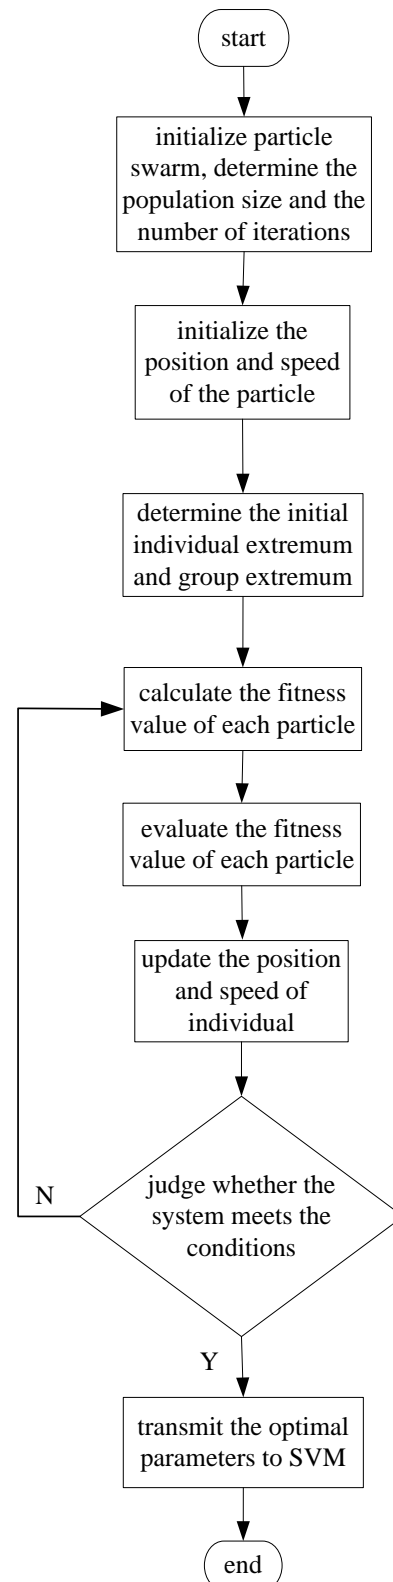 start
initialize particle
swarm, determine the
population size and the
number of iterations
initialize the
position and speed
of the particle
determine the initial
individual extremum
and group extremum
calculate the fitness
value of each particle
evaluate the fitness
value of each particle
update the position
and speed of
individual
judge whether the
system meets the
conditions
N
Y
transmit the optimal
parameters to SVM
end